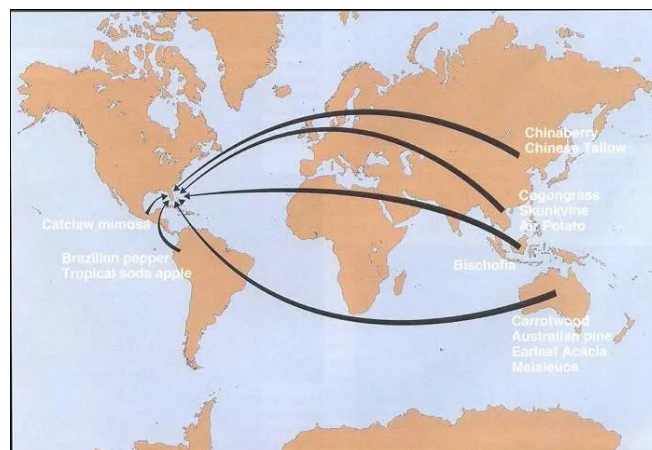 Chinaberry
Chinese Tallow
Cogongrass
Skunkvine
Air Potato
Catclaw mimosa
Brazilian pepper
Tropical soda apple
Bischofia
Carrotwood
Australian pine
Earleaf Acacia
Melaleuca